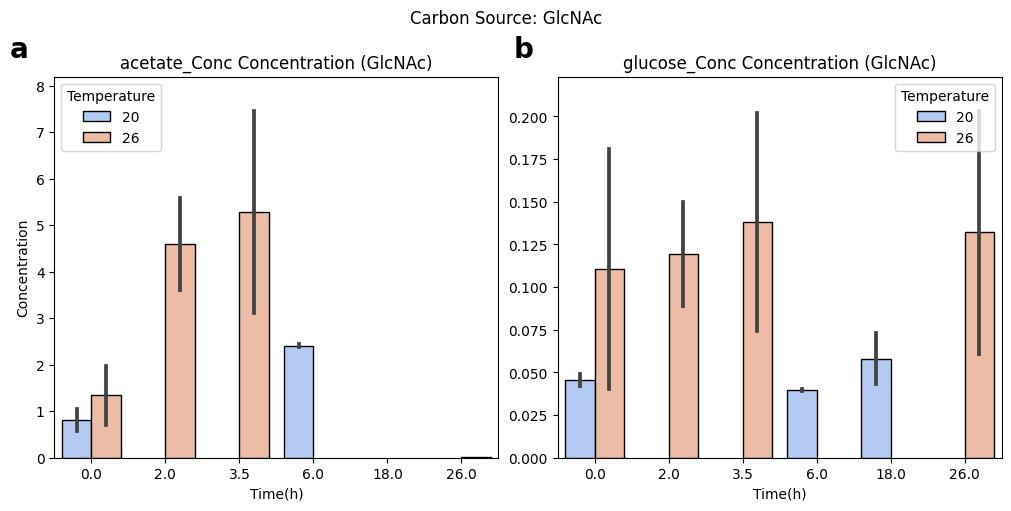 Carbon Source: GlcNAc
a
acetate_Conc Concentration (GlcNAc)
Temperature
20
26
8
7
6
5
4
3
2
1
0
Concentration
0.0 2.0 3.5 6.0 18.0 26.0
Time(h)
b
glucose_Conc Concentration (GlcNAc)
Temperature
20
26
0.200
0.175
0.150
0.125
0.100
0.075
0.050
0.025
0.000
0.0 2.0 3.5 6.0 18.0 26.0
Time(h)